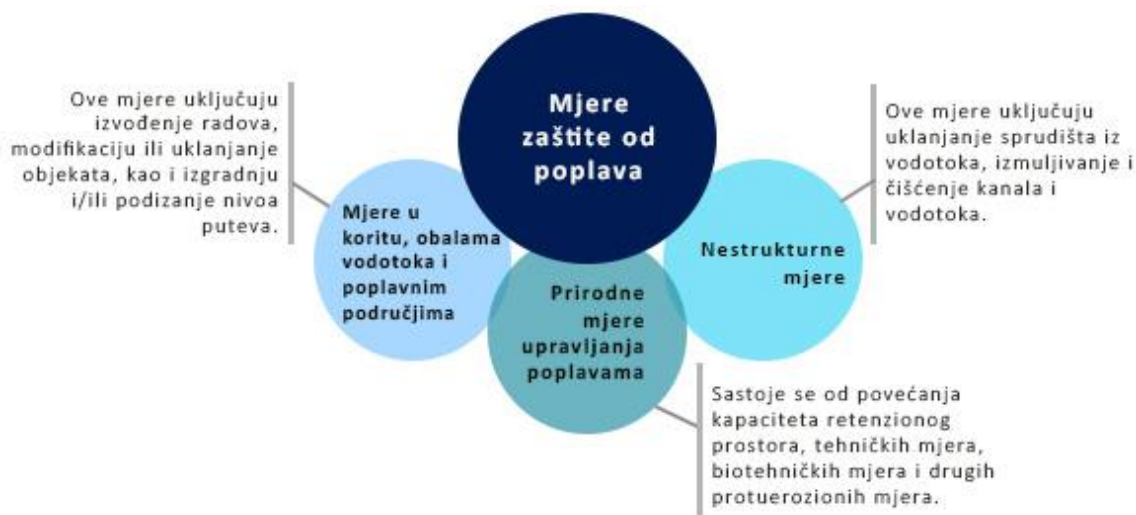 Mjere
zaštite od
poplava
Ove mjere uključuju
izvođenje radova,
modifikaciju ili uklanjanje
objekata, kao i izgradnju
i/ili podizanje nivoa
puteva.
Mjere u
koritu, obalama
vodotoka i
poplavnim
područjima
Prirodne
mjere
upravljanja
poplavama
Sastoje se od povećanja
kapaciteta retenzionog
prostora, tehničkih mjera,
biotehničkih mjera i drugih
protuerozionih mjera.
Nestrukturne
mjere
Ove mjere uključuju
uklanjanje sprudišta iz
vodotoka, izmuljivanje i
čišćenje kanala i
vodotoka.